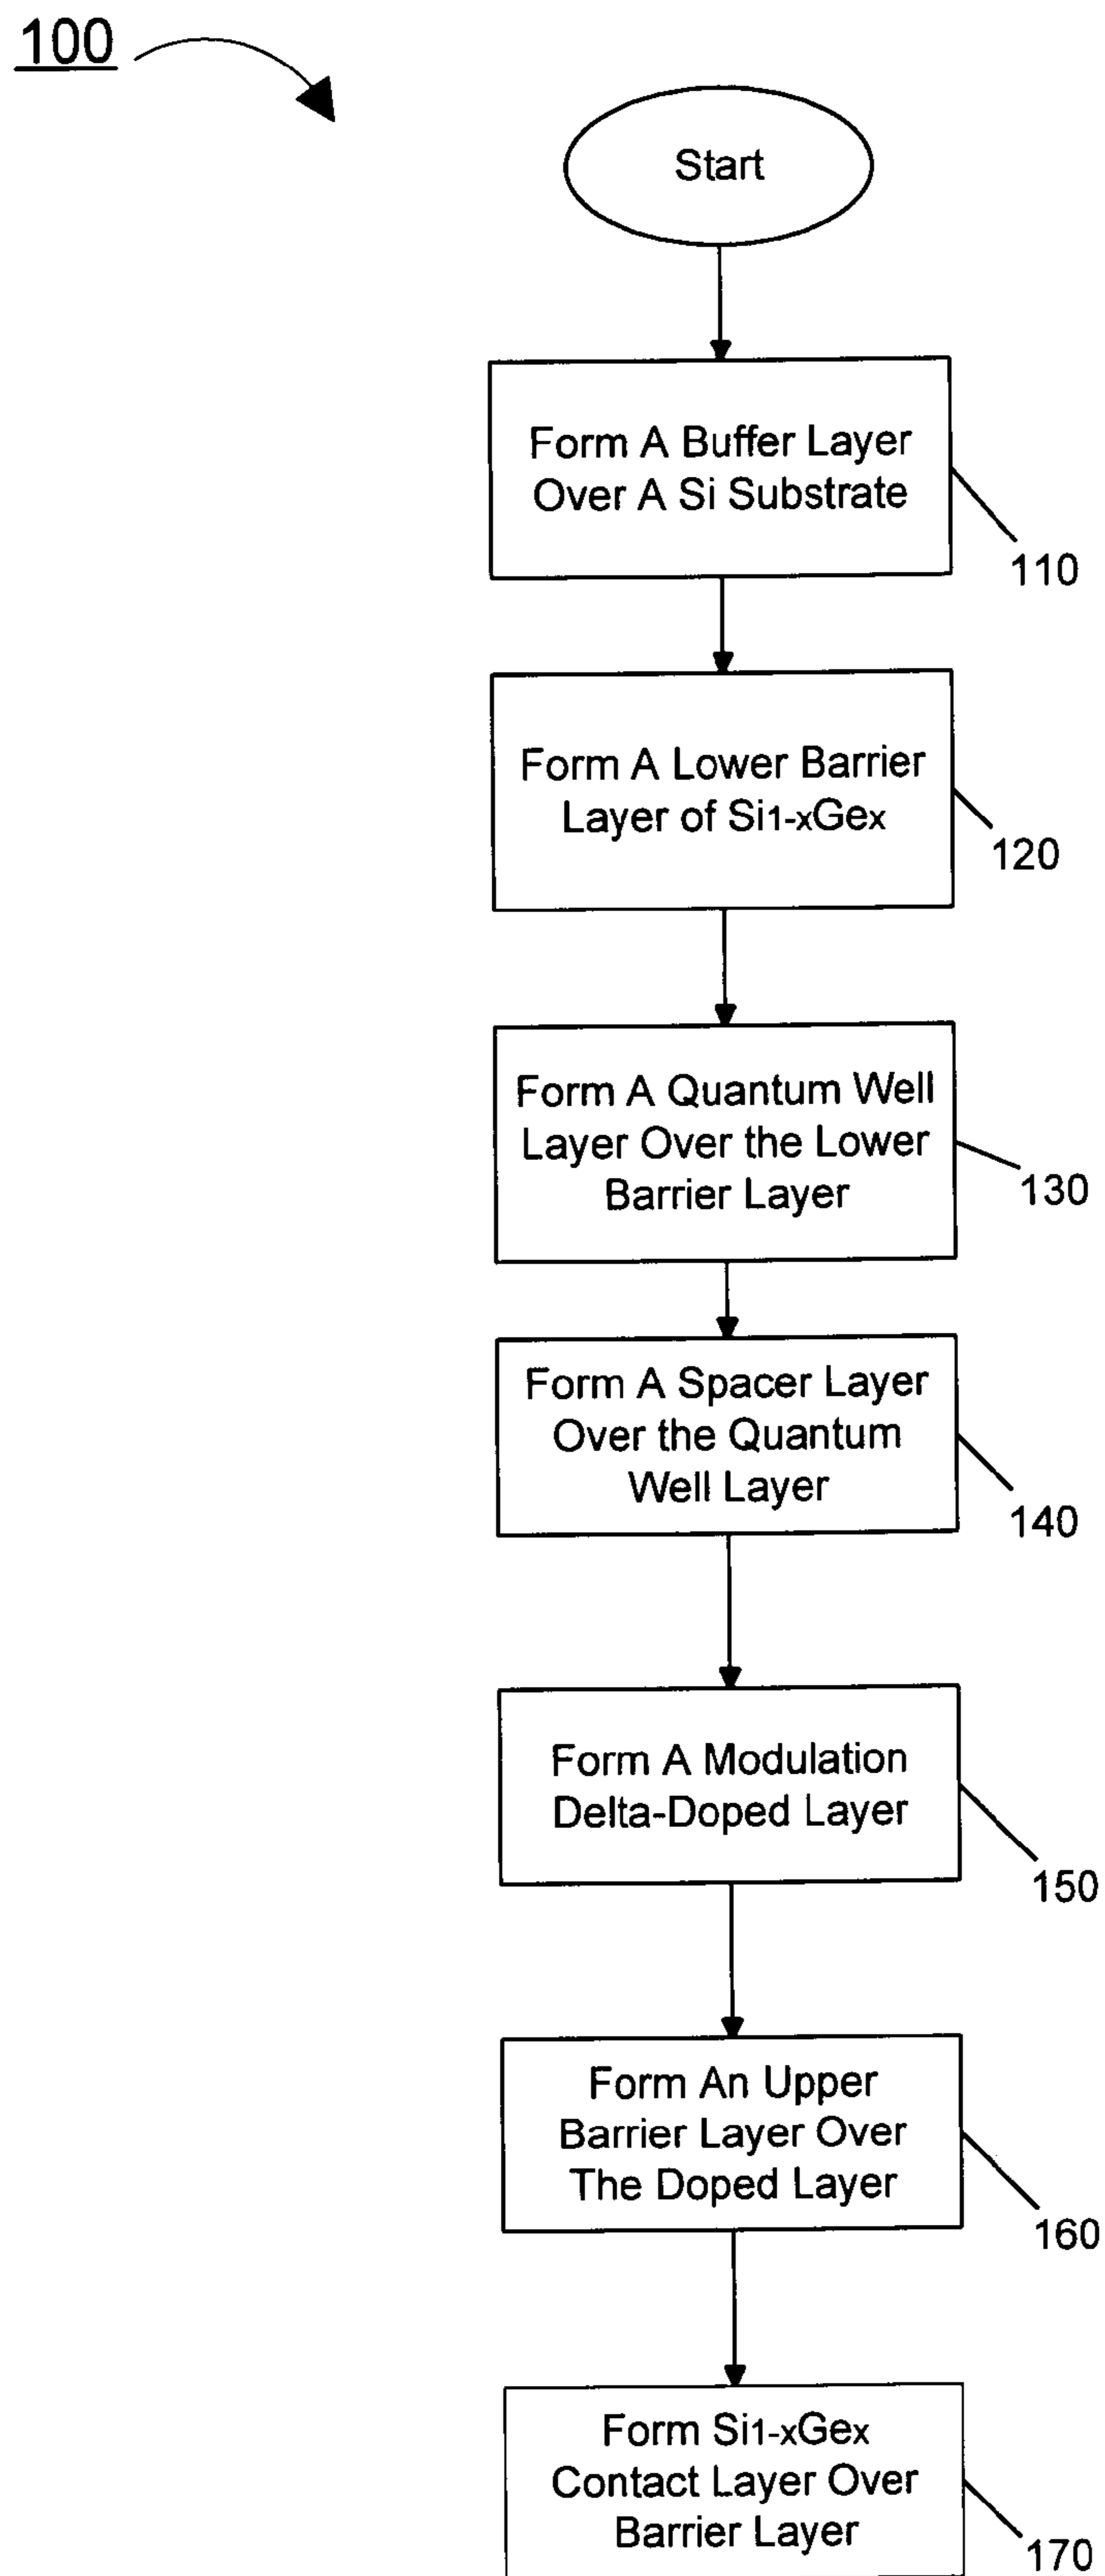 100
Start
Form A Buffer Layer
Over A Si Substrate
110
Form A Lower Barrier
Layer of Si1-xGex
120
Form A Quantum Well
Layer Over the Lower
Barrier Layer
130
Form A Spacer Layer
Over the Quantum
Well Layer
140
Form A Modulation
Delta-Doped Layer
150
Form An Upper
Barrier Layer Over
The Doped Layer
160
Form Si1-xGex
Contact Layer Over
Barrier Layer
170